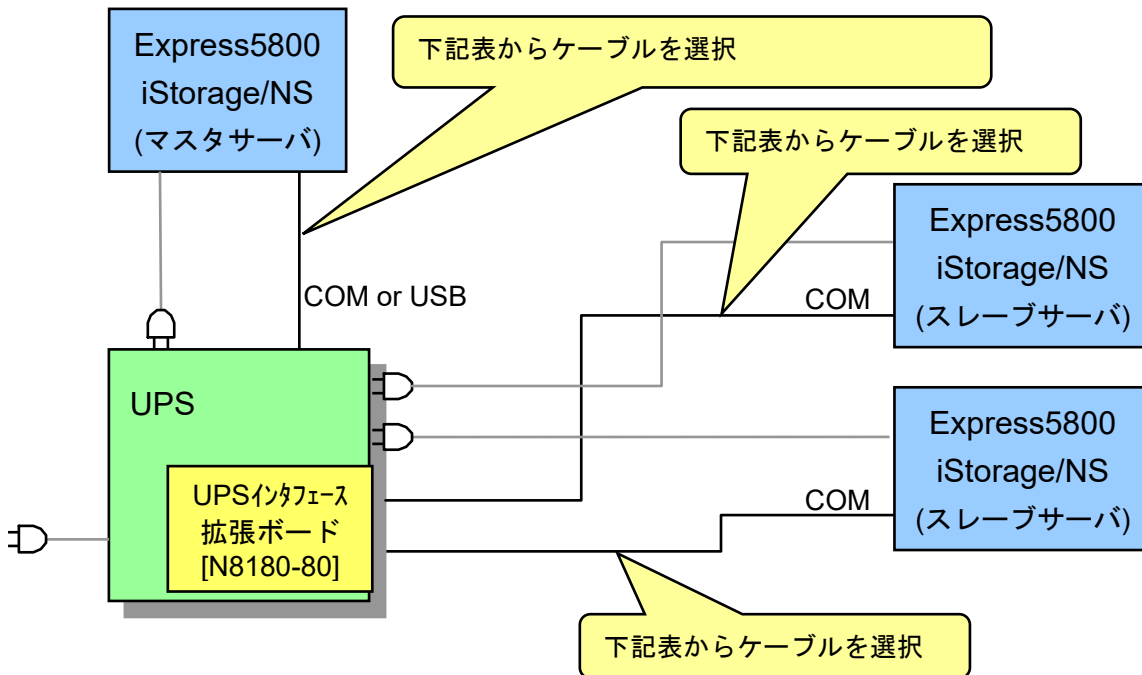 Express5800
iStorage/NS
(マスタサーバ)
下記表からケーブルを選択
下記表からケーブルを選択
Express5800
iStorage/NS
(スレーブサーバ)
COM or USB
COM
UPS
Express5800
iStorage/NS
(スレーブサーバ)
UPSｲﾝﾀﾌｪｰｽ
拡張ボード
[N8180-80]
COM
下記表からケーブルを選択